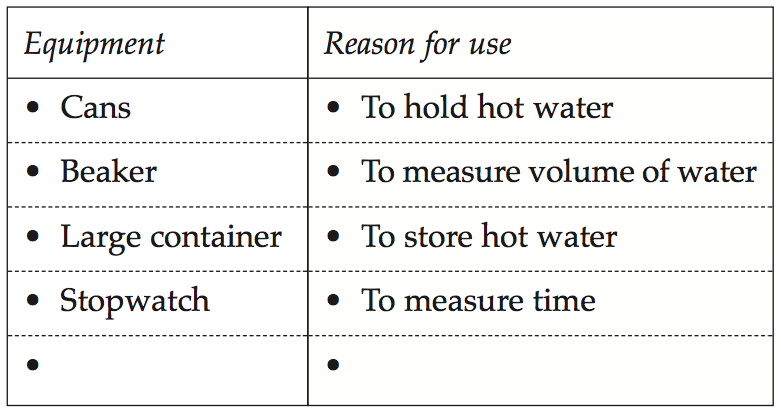 Equipment Reason for use
• Cans • To hold hot water
• Beaker • To measure volume of water
• Large container • To store hot water
• Stopwatch • To measure time
• •